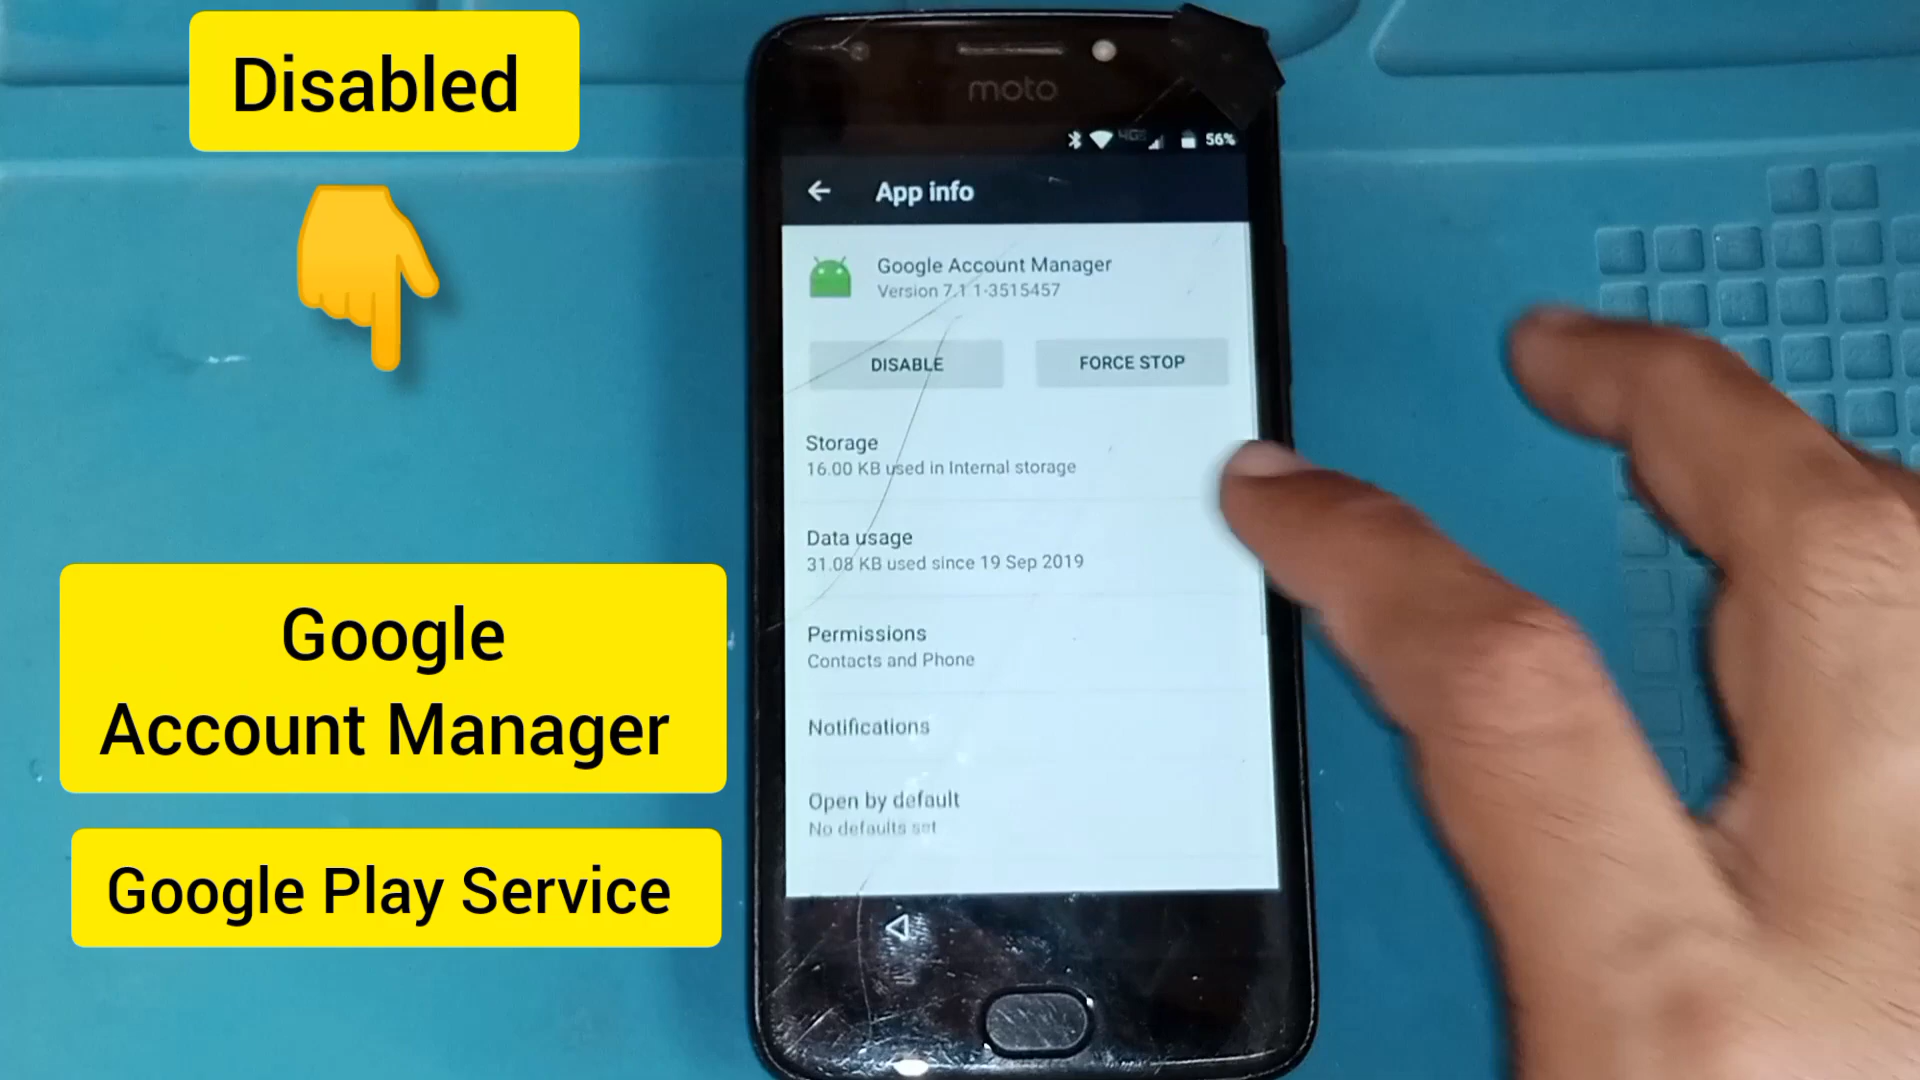 Disabled
Google
Account Manager
Google Play Service
moto
56%
App info
Google Account Manager
Version 7.1.1-3515457
DISABLE
FORCE STOP
Storage
16.00 KB used in Internal storage
Data usage
31.08 KB used since 19 Sep 2019
Permissions
Contacts and Phone
Notifications
Open by default
No defaults set